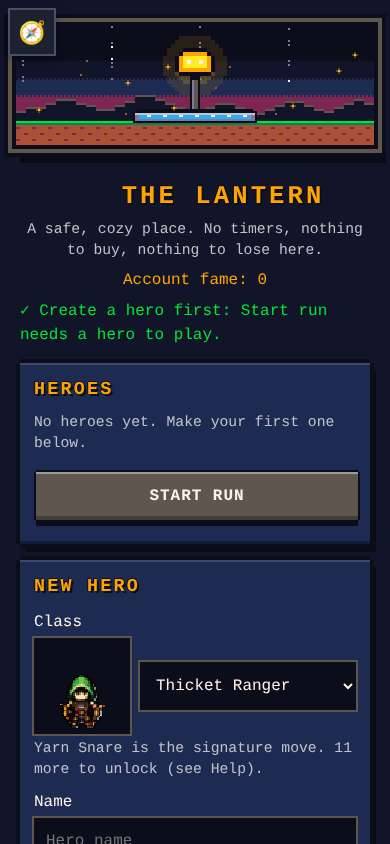 THE LANTERN
A safe, cozy place. No timers, nothing
to buy, nothing to lose here.
Account fame: 0
✓ Create a hero first: Start run
needs a hero to play.
HEROES
No heroes yet. Make your first one
below.
START RUN
NEW HERO
Class
Thicket Ranger
Yarn Snare is the signature move. 11
more to unlock (see Help).
Name
Hero name